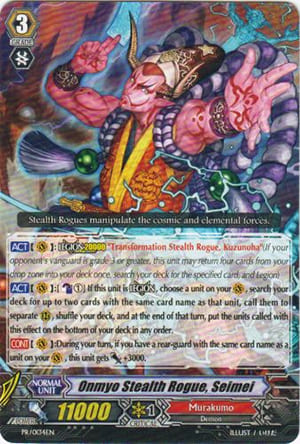 3
GRADE
Stealth Rogues manipulate the cosmic and elemental forces.
ACT [V]: LEGION 20000 "Transformation Stealth Rogue, Kuzunoha"(If your
opponent's vanguard is grade 3 or greater, this unit may return four cards from
drop zone into your deck once, search your deck for the specified card, and Legion)
ACT [V]: [1] If this unit is LEGION, choose a unit on your, search your
deck for up to two cards with the same card name as that unit, call them to
separate, shuffle your deck, and at the end of that turn, put the units called
with this effect on the bottom of your deck in any order.
CONT [V]:During your turn, if you have a rear-guard with the same card name as a
unit on your, this unit gets +3000.
NORMAL
UNIT
Onmyo Stealth Rogue, Seimei
POWER
11000
1
CRITICAL
Murakumo
Demon
PR/0034EN